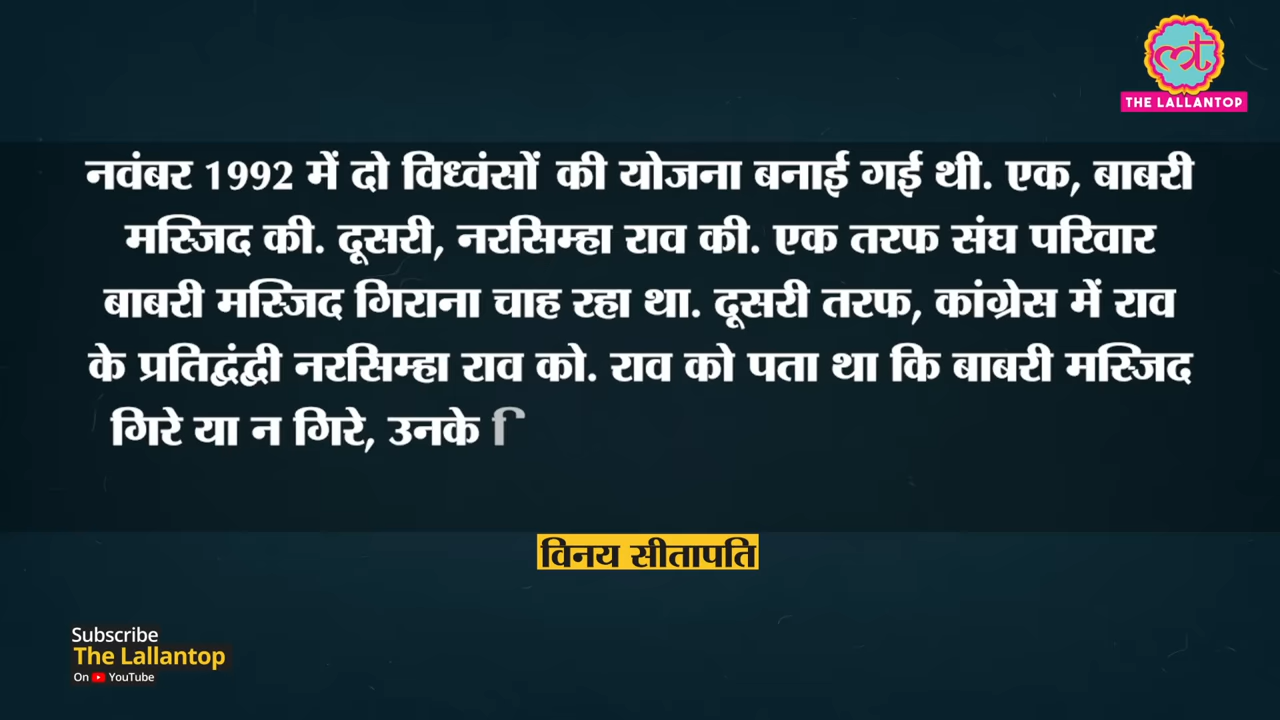 THE LALLANTOP
नवंबर 1992 में दो विध्वंसों की योजना बनाई गई थी. एक, बाबरी
मस्जिद की. दूसरी, नरसिम्हा राव की. एक तरफ संघ परिवार
बाबरी मस्जिद गिराना चाह रहा था. दूसरी तरफ, कांग्रेस में राव
के प्रतिद्वंद्वी नरसिम्हा राव को. राव को पता था कि बाबरी मस्जिद
गिरे या न गिरे, उनके
विनय सीतापति
Subscribe
The Lallantop
On YouTube